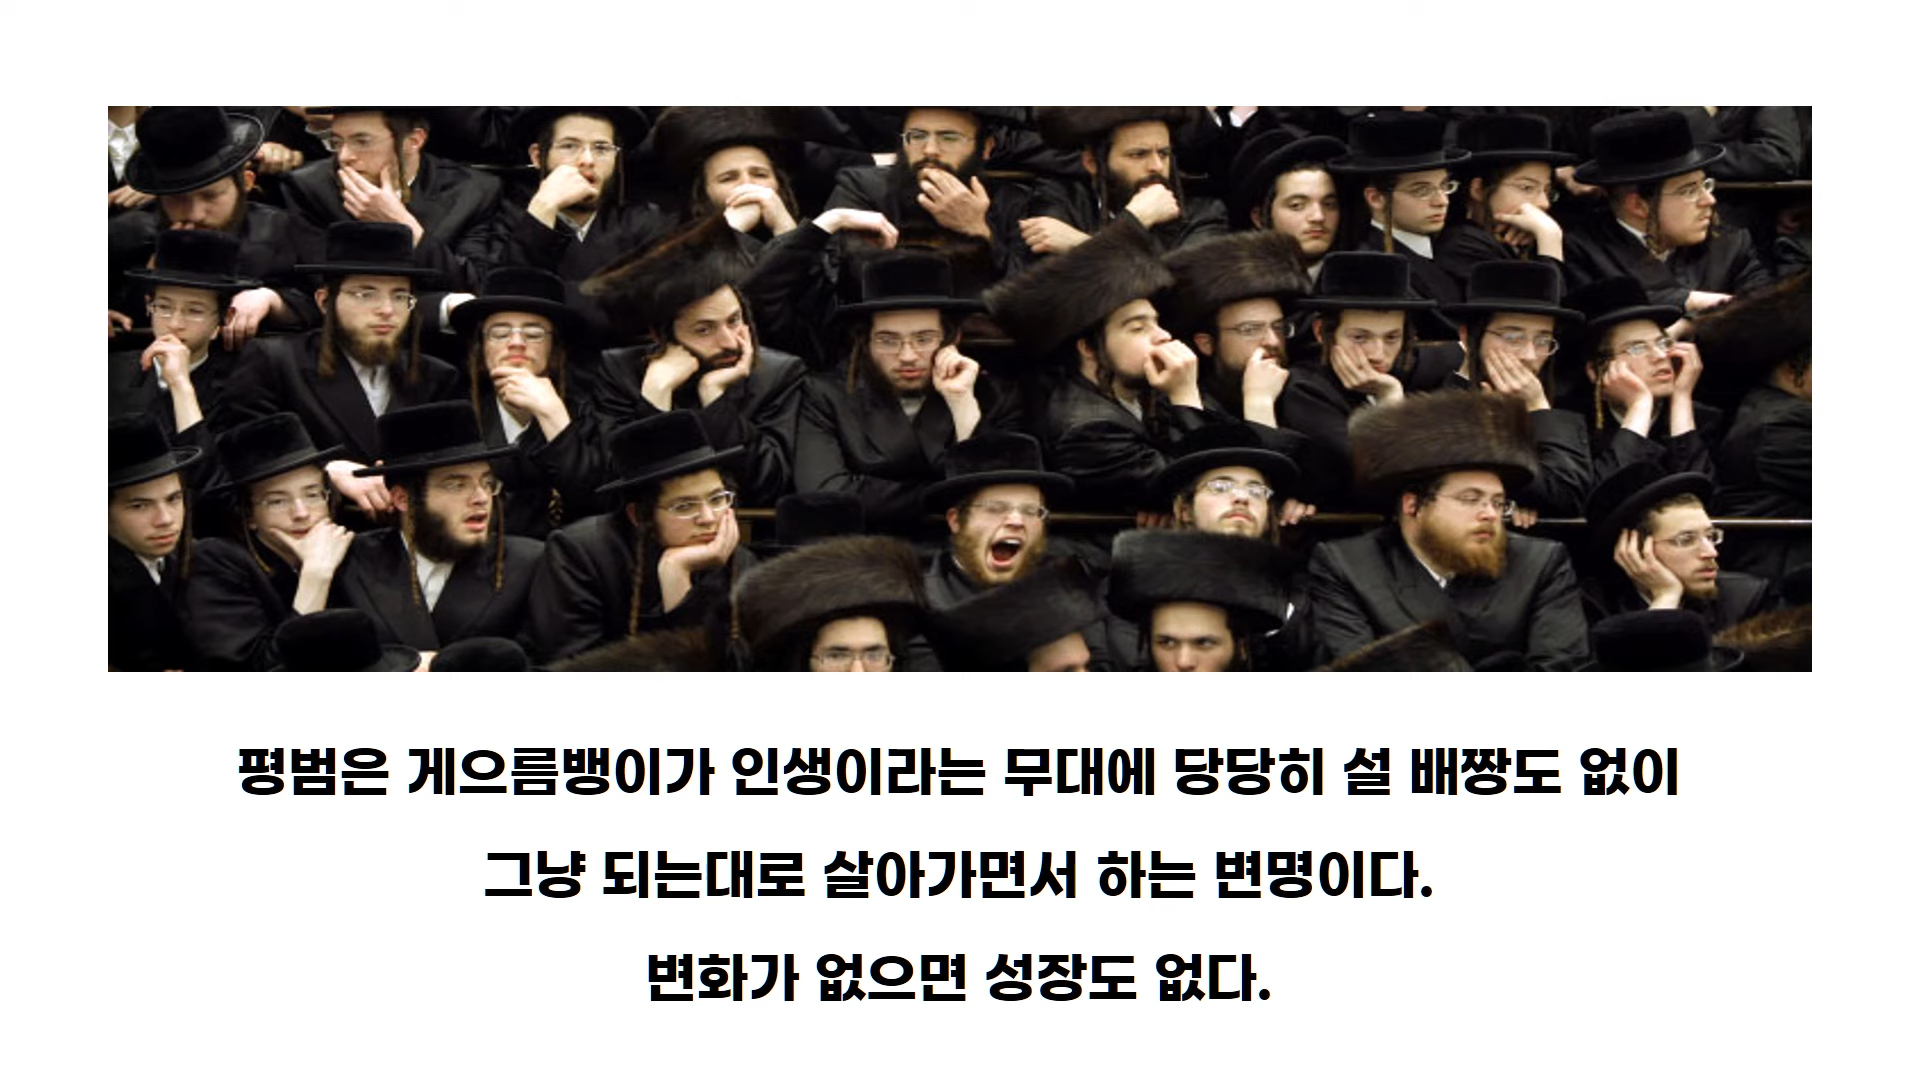 평범은 게으름뱅이가 인생이라는 무대에 당당히 설 배짱도 없이
그냥 되는대로 살아가면서 하는 변명이다.
변화가 없으면 성장도 없다.